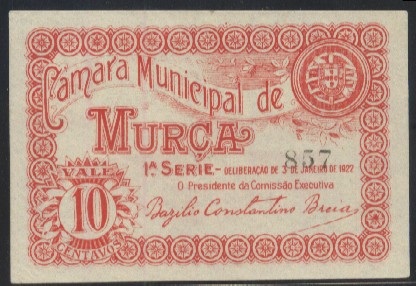 Câmara Municipal de
MURÇA
857
1ª SERIE - DELIBERAÇÃO DE 3 DE JANEIRO DE 1922
O Presidente da Comissão Executiva
Bazilio Constantino Breia
VALE
10
CENTAVOS